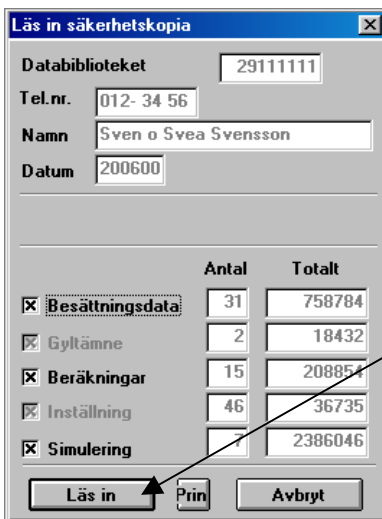 Läs in säkerhetskopia
Databiblioteket 29111111
Tel.nr. 012- 34 56
Namn Sven o Svea Svensson
Datum 200600
Antal Totalt
Besättningsdata 31 758784
Gyltämne 2 18432
Beräkningar 15 208854
Inställning 46 36735
Simulering 7 2386046
Läs in Prin Avbryt